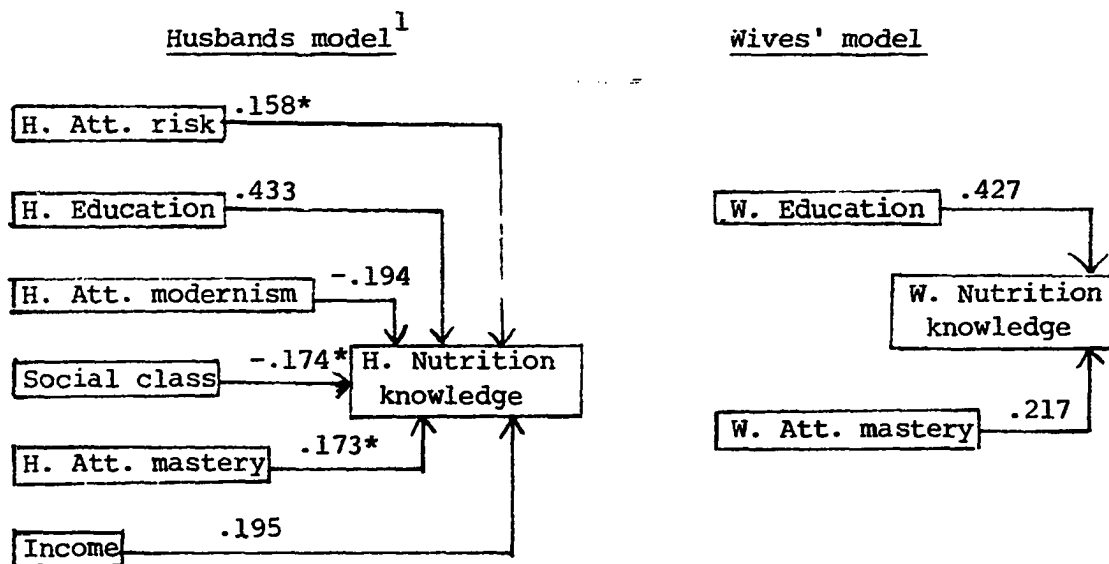 Husbands model¹
Wives' model
H. Att. risk .158*
H. Education .433
H. Att. modernism -.194
Social class -.174*
H. Nutrition
knowledge
H. Att. mastery .173*
Income .195
W. Education .427
W. Nutrition
knowledge
W. Att. mastery .217